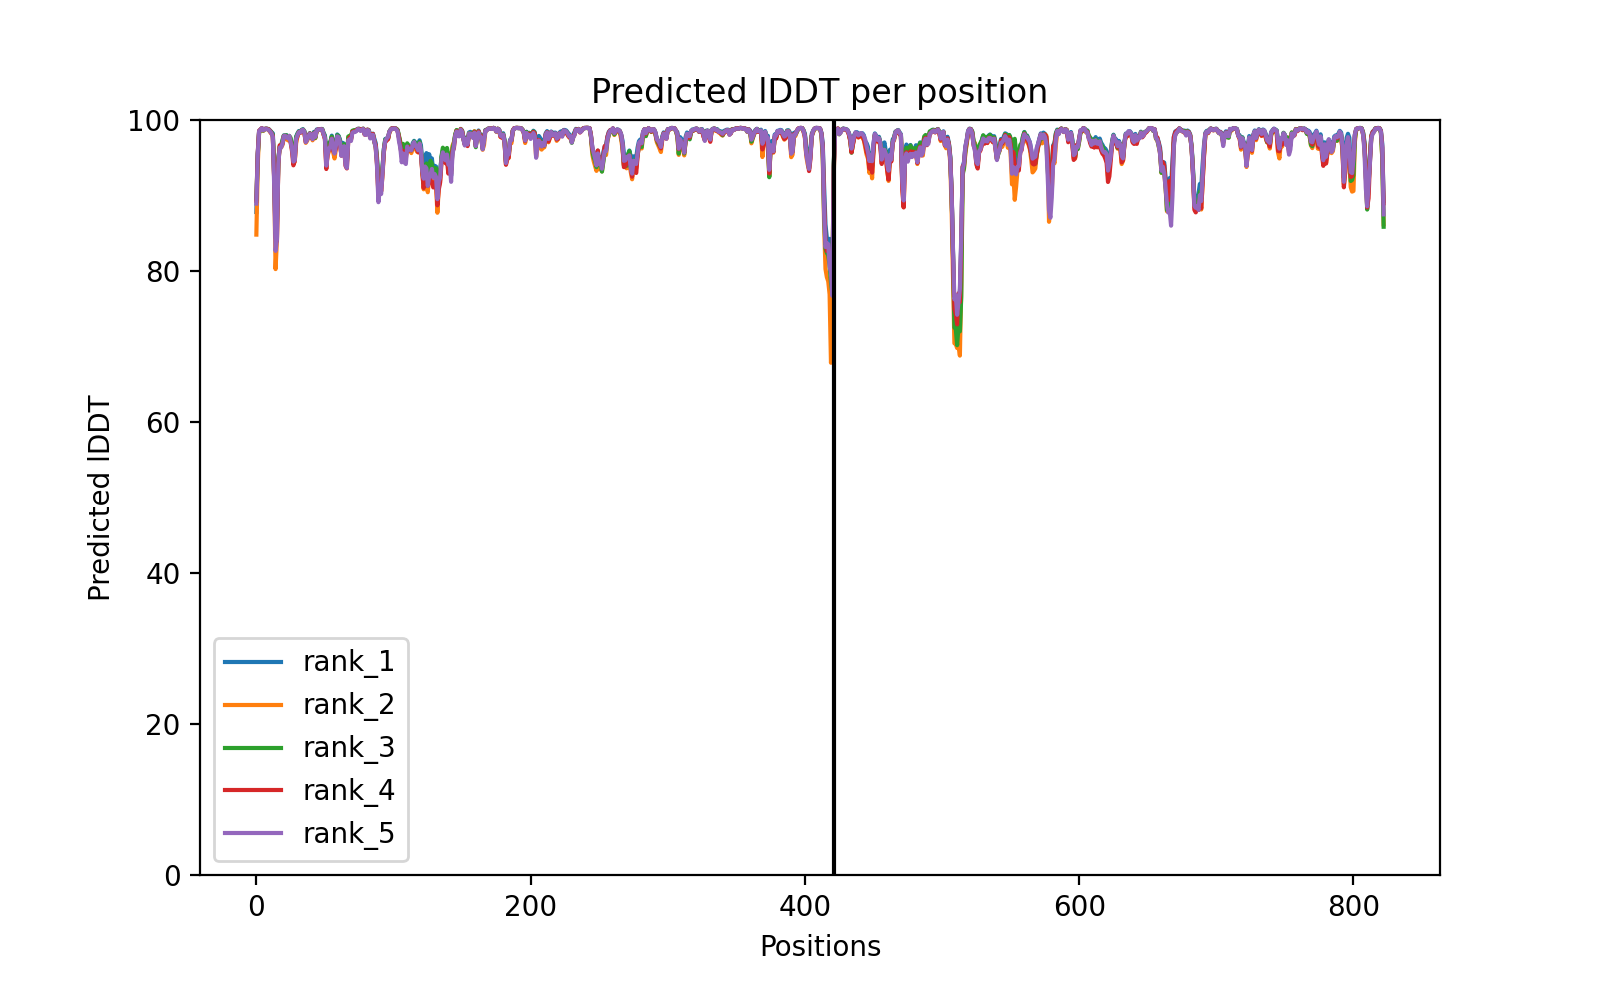 Predicted lDDT per position
100
80
60
40
20
0
Predicted lDDT
rank_1
rank_2
rank_3
rank_4
rank_5
0 200 400 600 800
Positions